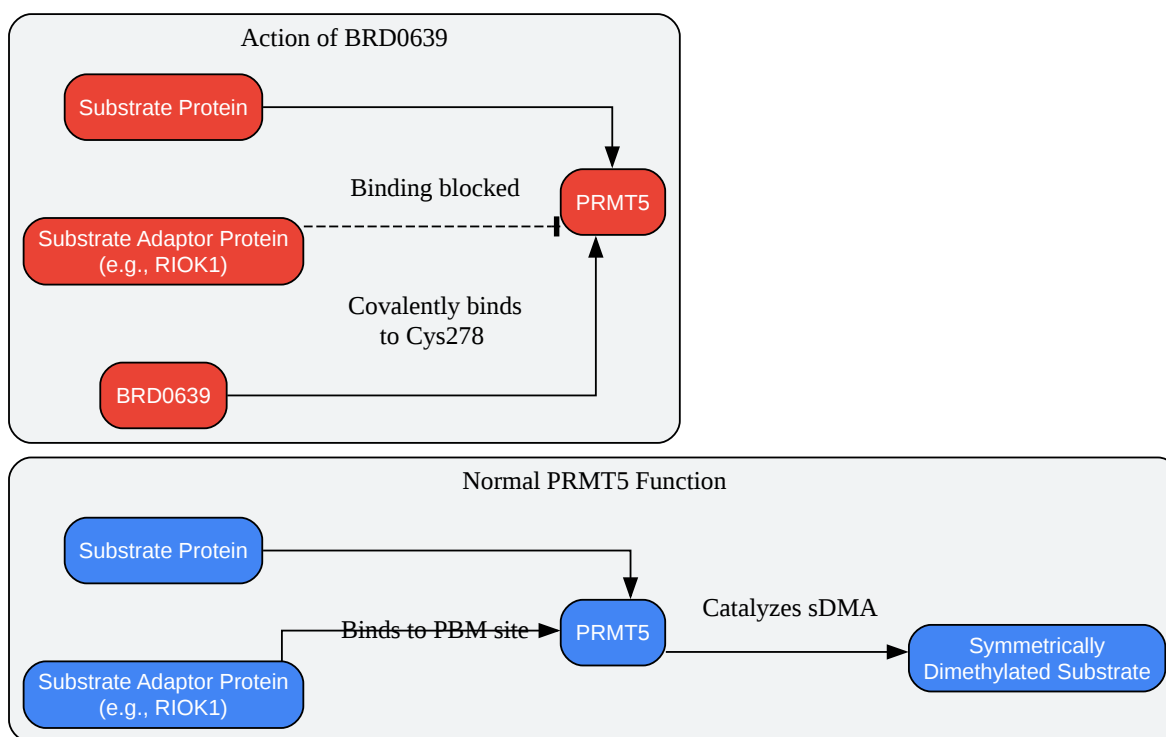 Action of BRD0639
Substrate Protein
Binding blocked
PRMT5
Substrate Adaptor Protein
(e.g., RIOK1)
Covalently binds
to Cys278
BRD0639
Normal PRMT5 Function
Substrate Protein
Binds to PBM site
PRMT5
Catalyzes sDMA
Symmetrically
Dimethylated Substrate
Substrate Adaptor Protein
(e.g., RIOK1)